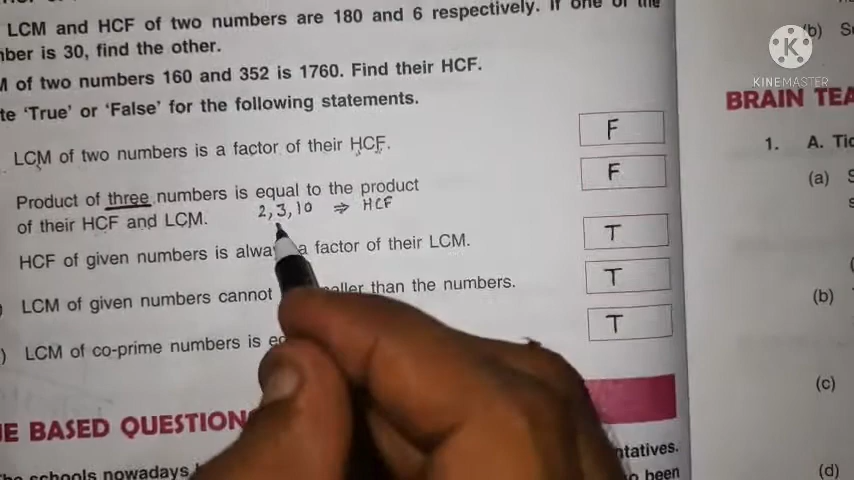 LCM and HCF of two numbers are 180 and 6 respectively. If one of the
ber is 30, find the other.
of two numbers 160 and 352 is 1760. Find their HCF.
te 'True' or 'False' for the following statements.
LCM of two numbers is a factor of their HCF. F
Product of three numbers is equal to the product F
of their HCF and LCM. 2, 3, 10 ⇒ HCF
HCF of given numbers is alway a factor of their LCM. T
LCM of given numbers cannot than the numbers. T
) LCM of co-prime numbers is T
E BASED QUESTION
schools nowadays
ntatives.
been
(b)
K
KINEMASTER
BRAIN TEA
1. A. Tic
(a)
(b)
(c)
(d)